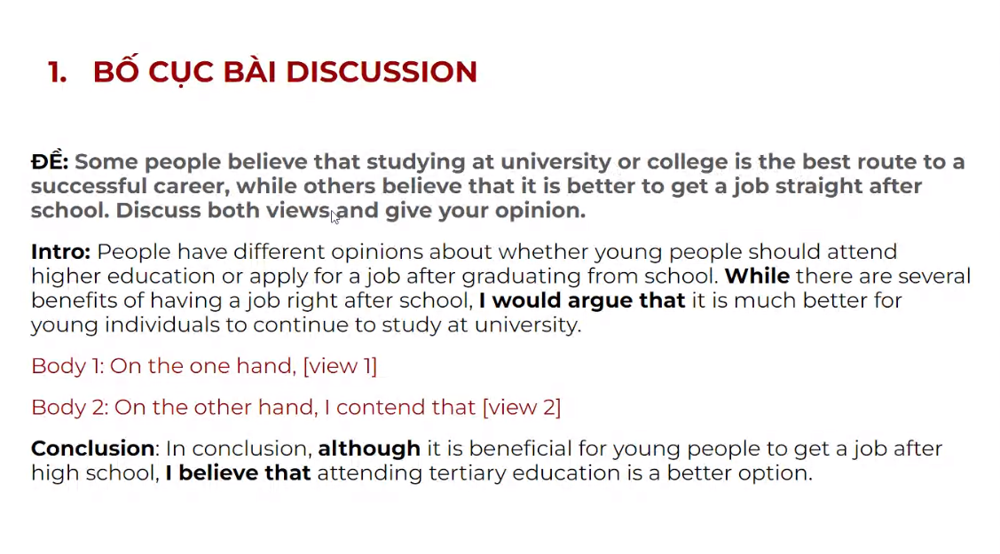 1. BỐ CỤC BÀI DISCUSSION
ĐỀ: Some people believe that studying at university or college is the best route to a
successful career, while others believe that it is better to get a job straight after
school. Discuss both views and give your opinion.
Intro: People have different opinions about whether young people should attend
higher education or apply for a job after graduating from school. While there are several
benefits of having a job right after school, I would argue that it is much better for
young individuals to continue to study at university.
Body 1: On the one hand, [view 1]
Body 2: On the other hand, I contend that [view 2]
Conclusion: In conclusion, although it is beneficial for young people to get a job after
high school, I believe that attending tertiary education is a better option.